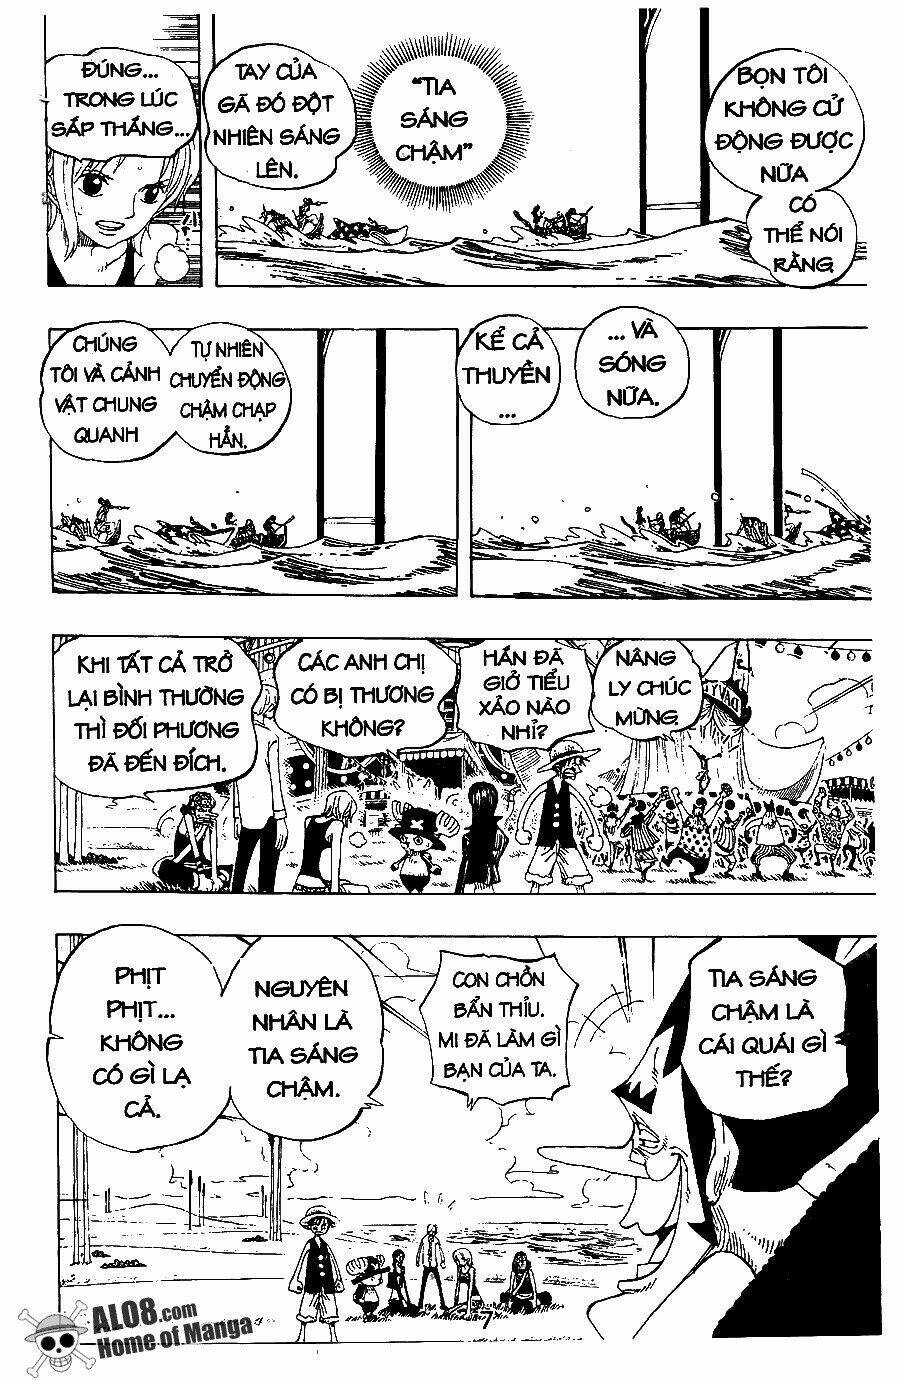 ĐÚNG...
TRONG LÚC
SẮP THẮNG...
TAY CỦA
GÃ ĐÓ ĐỘT
NHIÊN SÁNG
LÊN.
"TIA
SÁNG
CHẬM"
BỌN TÔI
KHÔNG CỬ
ĐỘNG ĐƯỢC
NỮA
CÓ
THỂ NÓI
RẰNG
CHÚNG
TÔI VÀ CẢNH
VẬT CHUNG
QUANH
TỰ NHIÊN
CHUYỂN ĐỘNG
CHẬM CHẠP
HẲN.
KỂ CẢ
THUYỀN
...
... VÀ
SÓNG
NỮA.
KHI TẤT CẢ TRỞ
LẠI BÌNH THƯỜNG
THÌ ĐỐI PHƯƠNG
ĐÃ ĐẾN ĐÍCH.
CÁC ANH CHỊ
CÓ BỊ THƯƠNG
KHÔNG?
HẮN ĐÃ
GIỞ TIỂU
XẢO NÀO
NHỈ?
NÂNG
LY CHÚC
MỪNG.
PHỊT
PHỊT...
KHÔNG
CÓ GÌ LẠ
CẢ.
NGUYÊN
NHÂN LÀ
TIA SÁNG
CHẬM.
CON CHỒN
BẨN THỈU.
MI ĐÃ LÀM GÌ
BẠN CỦA TA.
TIA SÁNG
CHẬM LÀ
CÁI QUÁI GÌ
THẾ?
AL08.com
Home of Manga